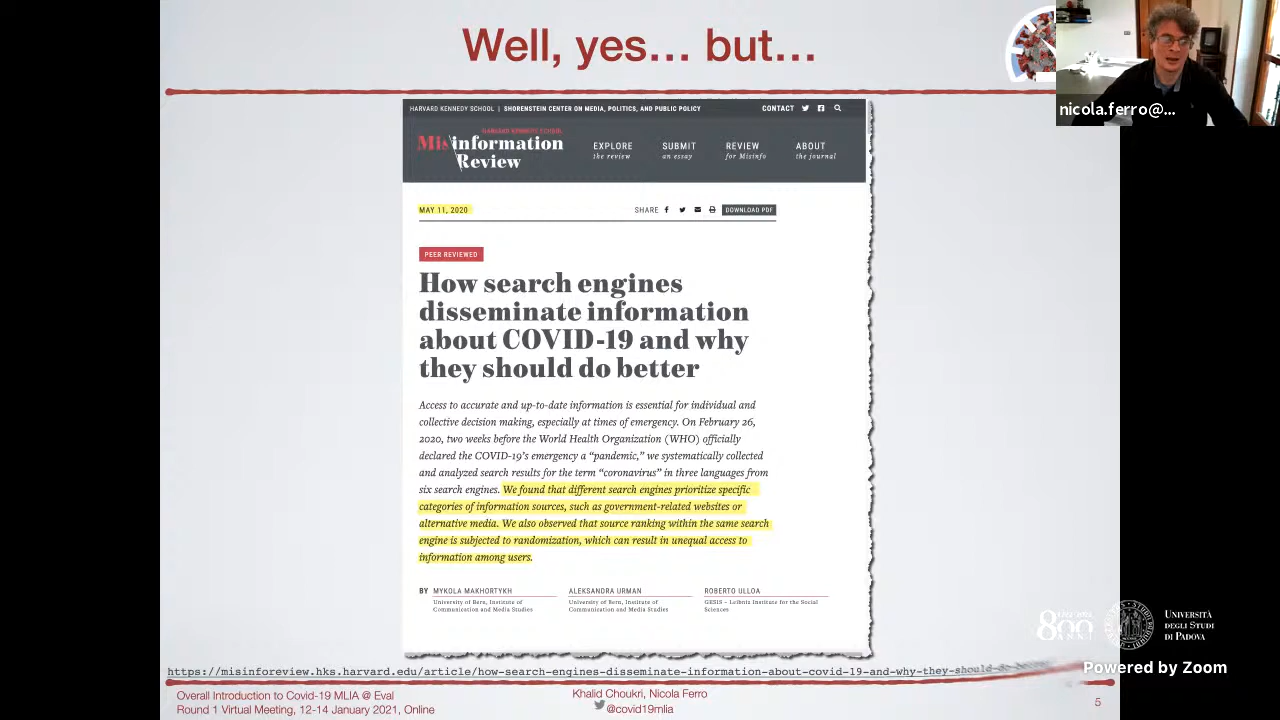 Well, yes… but…
nicola.ferro@...
HARVARD KENNEDY SCHOOL | SHORENSTEIN CENTER ON MEDIA, POLITICS, AND PUBLIC POLICY
CONTACT
HARVARD KENNEDY SCHOOL
Misinformation
Review
EXPLORE
the review
SUBMIT
an essay
REVIEW
for Misinfo
ABOUT
the journal
MAY 11, 2020
SHARE
DOWNLOAD PDF
PEER REVIEWED
How search engines
disseminate information
about COVID-19 and why
they should do better
Access to accurate and up-to-date information is essential for individual and
collective decision making, especially at times of emergency. On February 26,
2020, two weeks before the World Health Organization (WHO) officially
declared the COVID-19's emergency a “pandemic,” we systematically collected
and analyzed search results for the term “coronavirus” in three languages from
six search engines. We found that different search engines prioritize specific
categories of information sources, such as government-related websites or
alternative media. We also observed that source ranking within the same search
engine is subjected to randomization, which can result in unequal access to
information among users.
BY MYKOLA MAKHORTYKH
University of Bern, Institute of
Communication and Media Studies
ALEKSANDRA URMAN
University of Bern, Institute of
Communication and Media Studies
ROBERTO ULLOA
GESIS – Leibniz Institute for the Social
Sciences
800
ANNI
UNIVERSITÀ
DEGLI STUDI
DI PADOVA
Powered by Zoom
https://misinforeview.hks.harvard.edu/article/how-search-engines-disseminate-information-about-covid-19-and-why-they-should-do-
Overall Introduction to Covid-19 MLIA @ Eval
Round 1 Virtual Meeting, 12-14 January 2021, Online
Khalid Choukri, Nicola Ferro
@covid19mlia
5